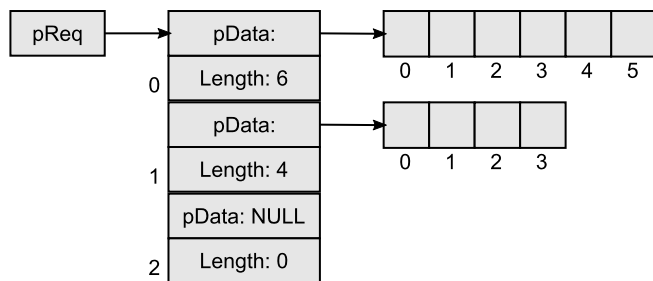 pReq pData:
0 Length: 6 0 1 2 3 4 5
pData:
1 Length: 4 0 1 2 3
pData: NULL
2 Length: 0